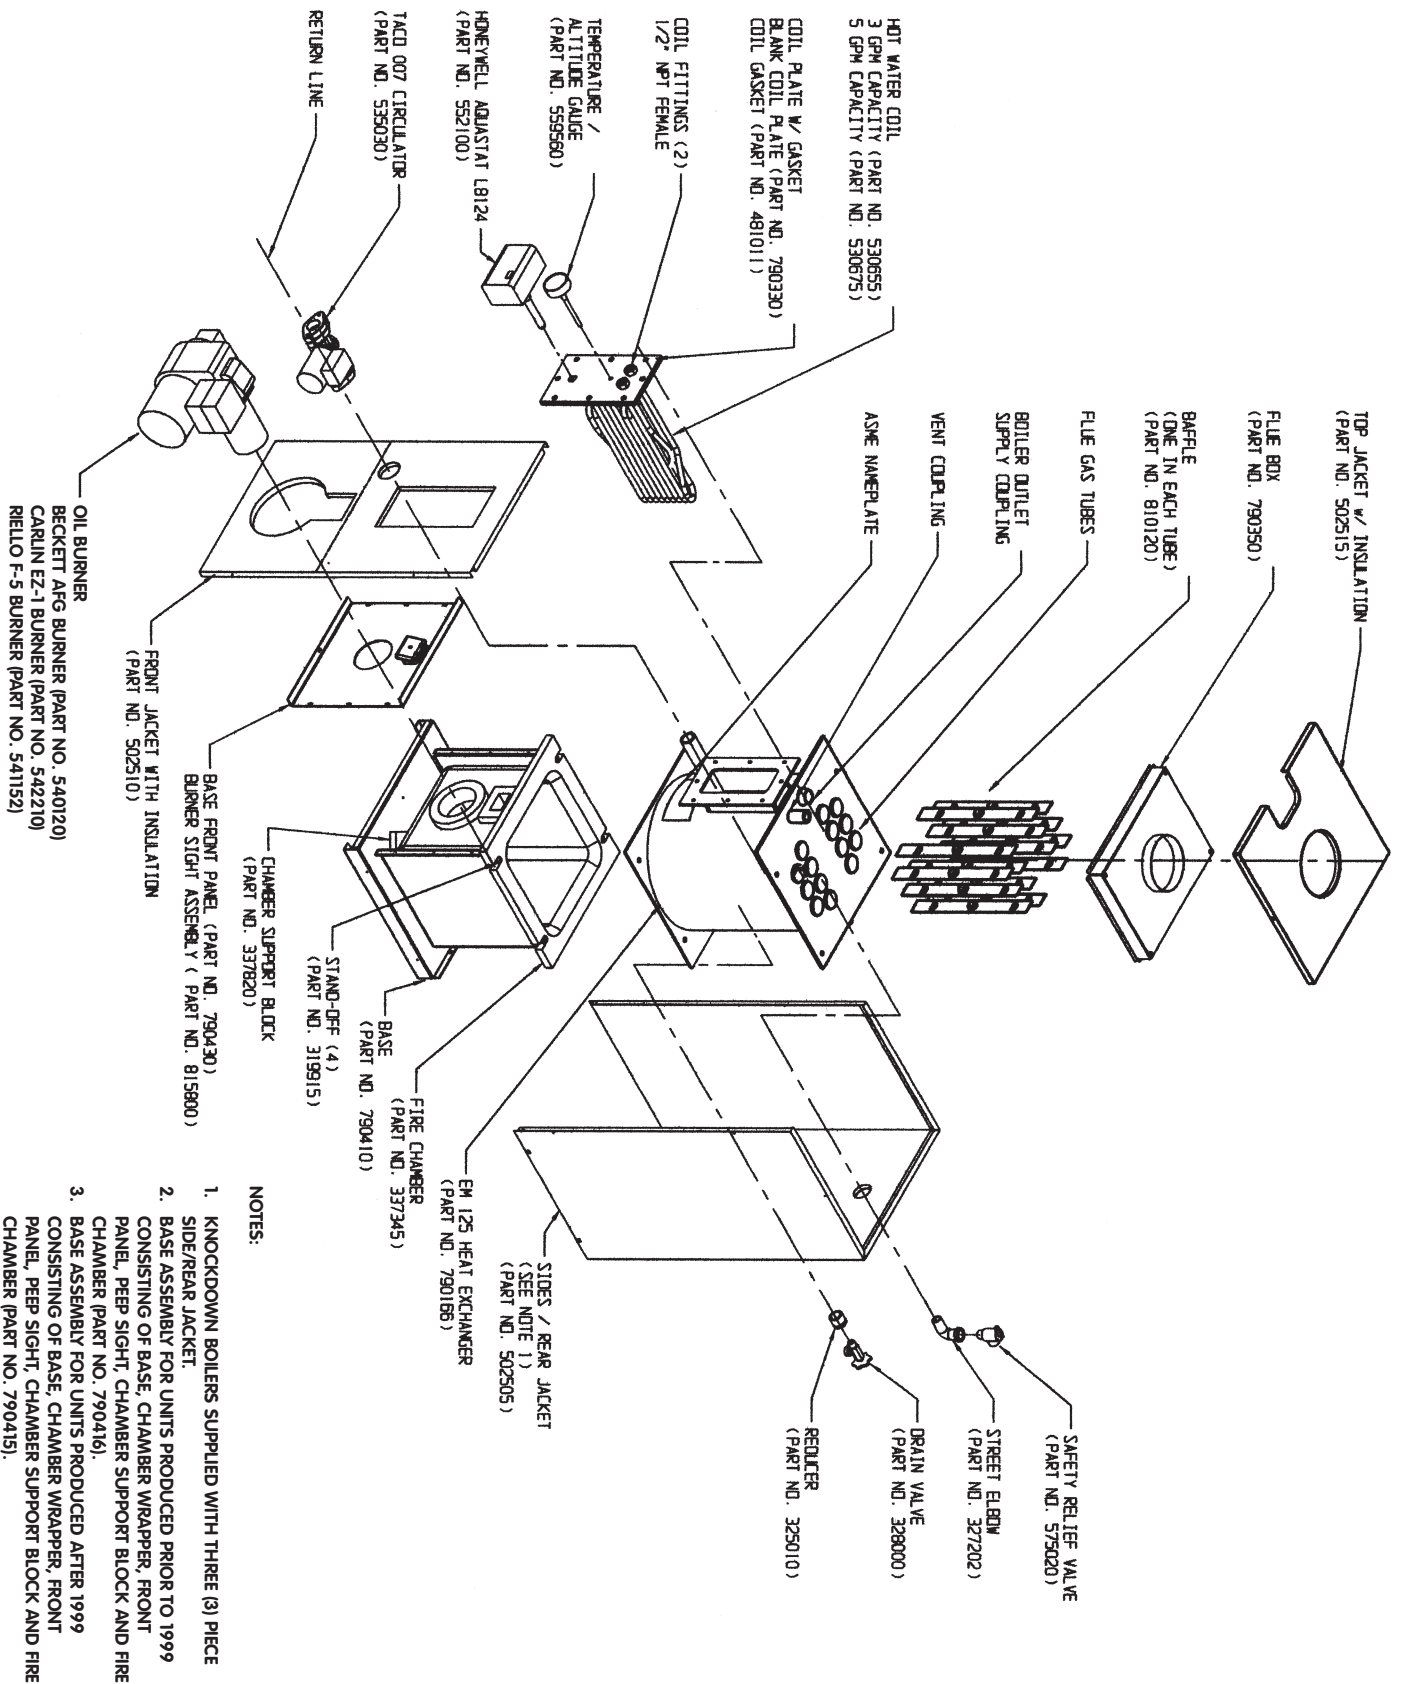 HOT WATER COIL
3 GPM CAPACITY (PART NO. 530655)
5 GPM CAPACITY (PART NO. 530675)
COIL PLATE W/ GASKET
BLANK COIL PLATE (PART NO. 790330)
COIL GASKET (PART NO. 481011)
COIL FITTINGS (2)
1/2" NPT FEMALE
TEMPERATURE /
ALTITUDE GAUGE
(PART NO. 559560)
HONEYWELL AQUASTAT L8124
(PART NO. 552100)
TACO 007 CIRCULATOR
(PART NO. 535030)
RETURN LINE
TOP JACKET w/ INSULATION
(PART NO. 502515)
FLUE BOX
(PART NO. 790350)
BAFFLE
(ONE IN EACH TUBE)
(PART NO. 810120)
FLUE GAS TUBES
BOILER OUTLET
SUPPLY COUPLING
VENT COUPLING
ASME NAMEPLATE
OIL BURNER
BECKETT AFG BURNER (PART NO. 540120)
CARLIN EZ-1 BURNER (PART NO. 542210)
RIELLO F-5 BURNER (PART NO. 541152)
FRONT JACKET WITH INSULATION
(PART NO. 502510)
BASE FRONT PANEL (PART NO. 790430)
BURNER SIGHT ASSEMBLY ( PART NO. 815800)
CHAMBER SUPPORT BLOCK
(PART NO. 337820)
STAND-OFF (4)
(PART NO. 319915)
BASE
(PART NO. 790410)
FIRE CHAMBER
(PART NO. 337345)
EM 125 HEAT EXCHANGER
(PART NO. 790166)
SIDES / REAR JACKET
(SEE NOTE 1)
(PART NO. 502505)
SAFETY RELIEF VALVE
(PART NO. 575020)
STREET ELBOW
(PART NO. 327202)
DRAIN VALVE
(PART NO. 328000)
REDUCER
(PART NO. 325010)
NOTES:
1. KNOCKDOWN BOILERS SUPPLIED WITH THREE (3) PIECE
SIDE/REAR JACKET.
2. BASE ASSEMBLY FOR UNITS PRODUCED PRIOR TO 1999
CONSISTING OF BASE, CHAMBER WRAPPER, FRONT
PANEL, PEEP SIGHT, CHAMBER SUPPORT BLOCK AND FIRE
CHAMBER (PART NO. 790416).
3. BASE ASSEMBLY FOR UNITS PRODUCED AFTER 1999
CONSISTING OF BASE, CHAMBER WRAPPER, FRONT
PANEL, PEEP SIGHT, CHAMBER SUPPORT BLOCK AND FIRE
CHAMBER (PART NO. 790415).